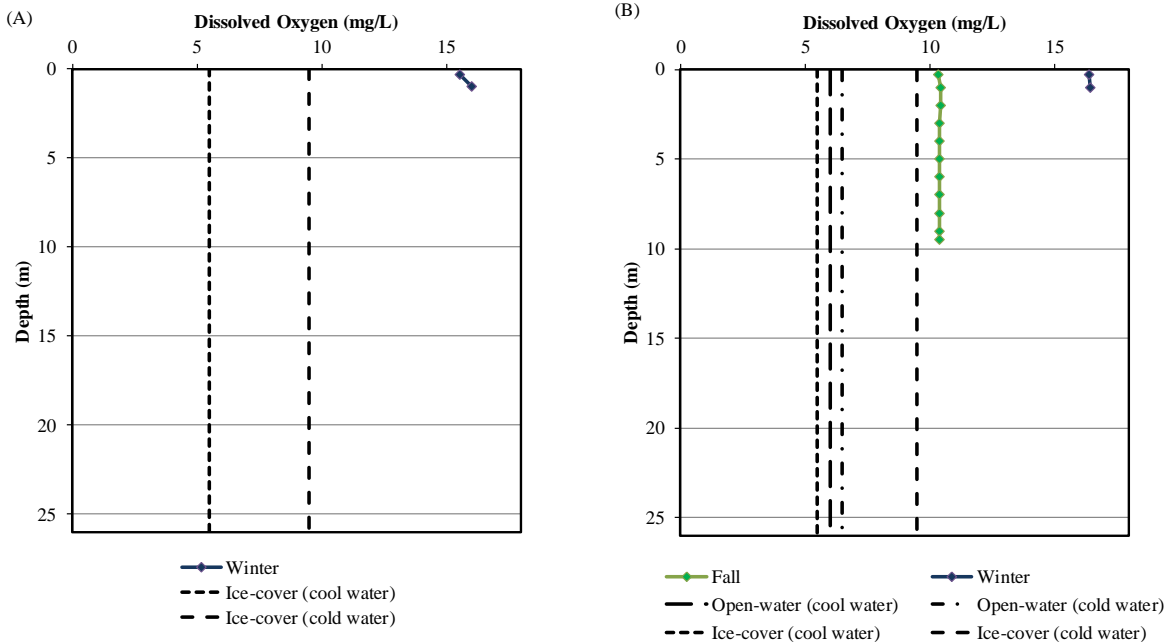 (A)
Dissolved Oxygen (mg/L)
0 5 10 15
0
5
10
15
20
25
Depth (m)
Winter
Ice-cover (cool water)
Ice-cover (cold water)
(B)
Dissolved Oxygen (mg/L)
0 5 10 15
0
5
10
15
20
25
Depth (m)
Fall Winter
Open-water (cool water) Open-water (cold water)
Ice-cover (cool water) Ice-cover (cold water)